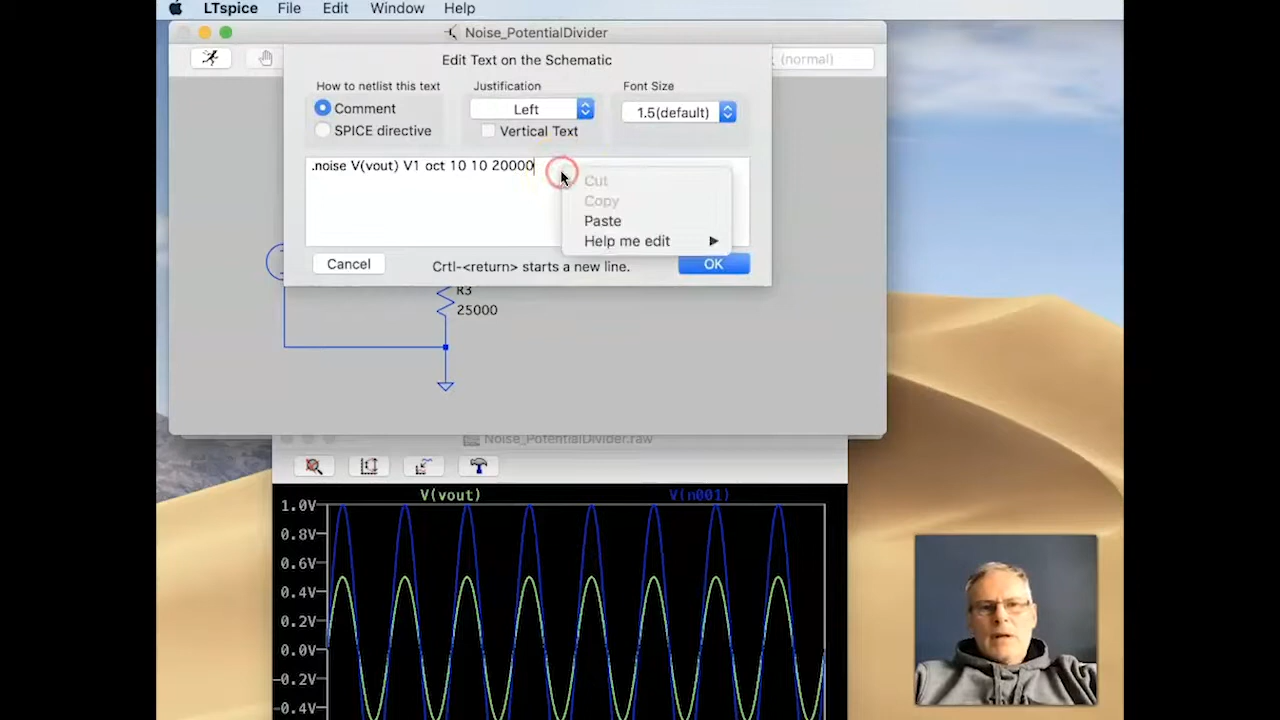 LTspice File Edit Window Help
Noise_PotentialDivider
(normal)
Edit Text on the Schematic
How to netlist this text
Justification
Font Size
Comment
Left
1.5(default)
SPICE directive
Vertical Text
.noise V(vout) V1 oct 10 10 20000
Cut
Copy
Paste
Help me edit
Cancel
Crtl-<return> starts a new line.
OK
R3
25000
Noise_PotentialDivider.raw
V(vout)
V(n001)
1.0V
0.8V
0.6V
0.4V
0.2V
0.0V
-0.2V
-0.4V